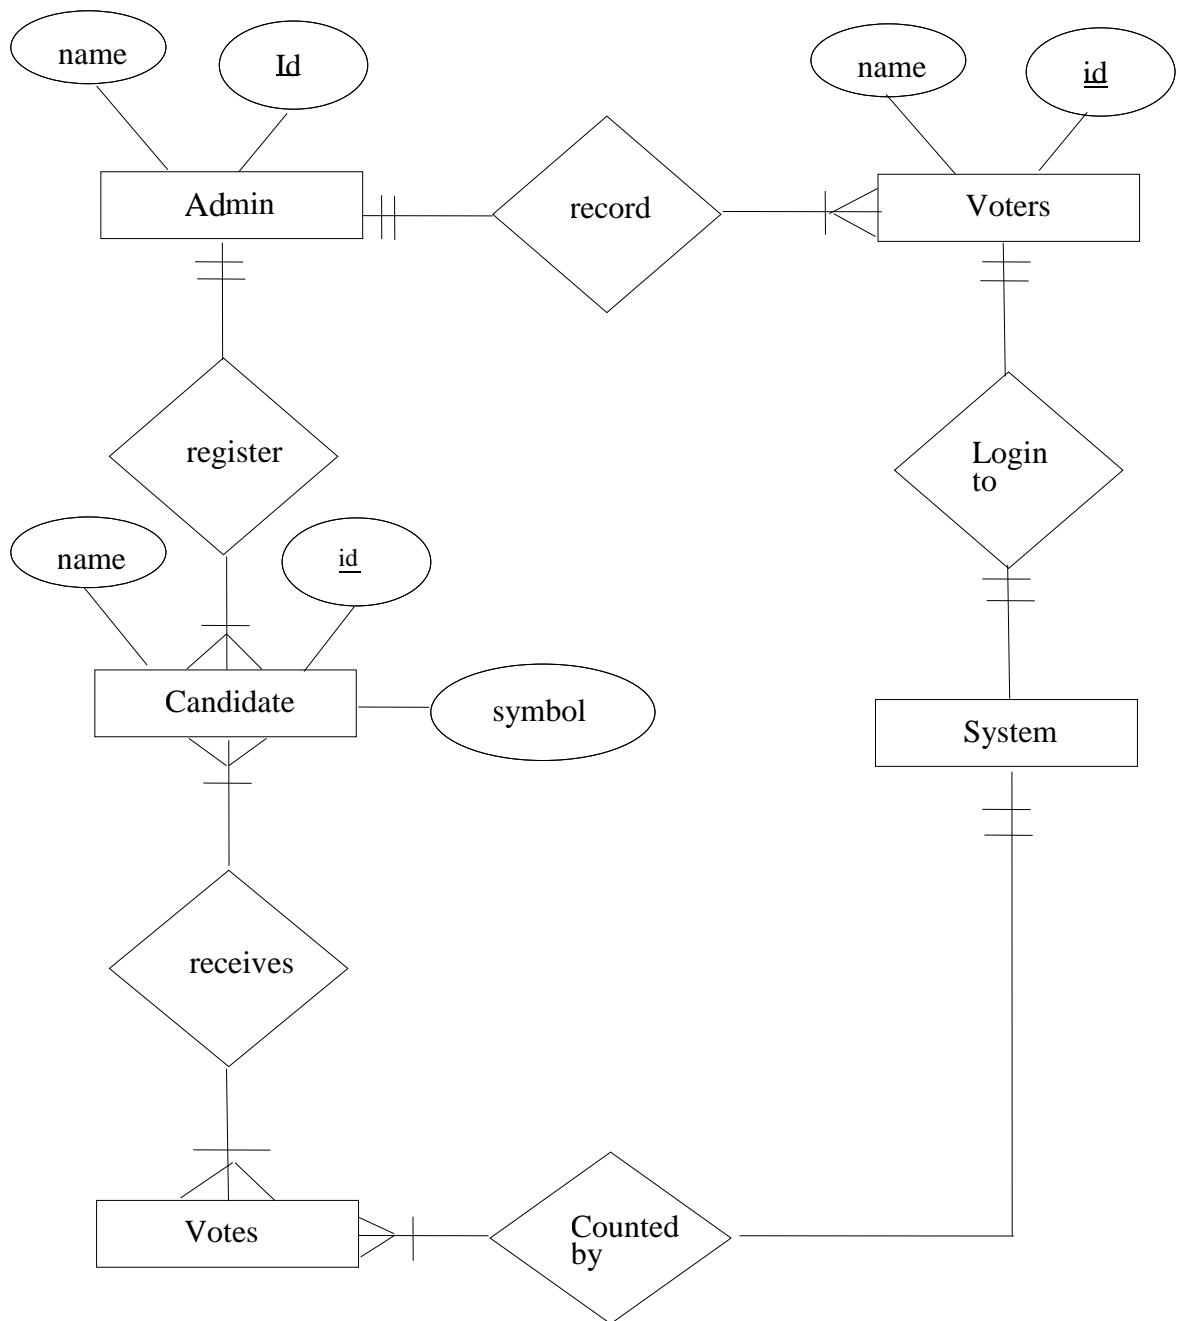 name
Id
name
id
Admin
record
Voters
register
Login
to
name
id
Candidate
symbol
System
receives
Votes
Counted
by